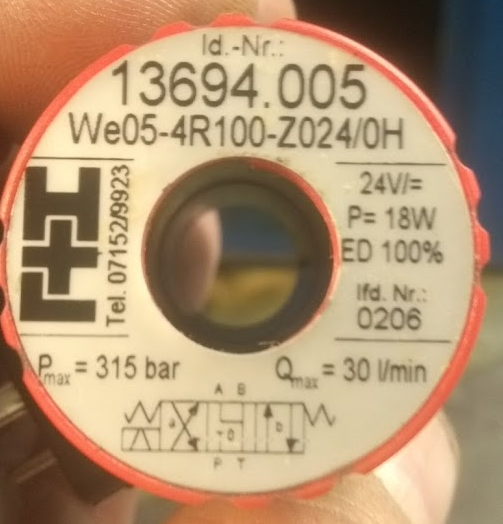 Id.-Nr.:
13694.005
We05-4R100-Z024/0H
Tel. 07152/9923
24V/=
P= 18W
ED 100%
lfd. Nr.:
0206
Pmax = 315 bar
Qmax = 30 l/min
A B
a 0 b
P T